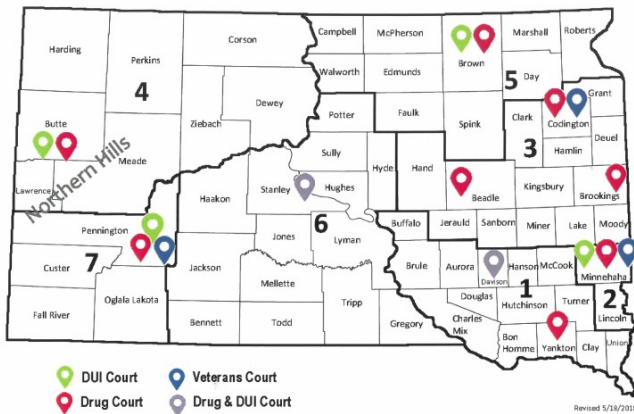 Harding
Perkins
Corson
Campbell
McPherson
Brown
Marshall
Roberts
Walworth
Edmunds
Day
5
4
Dewey
Potter
Faulk
Spink
Clark
Codington
Grant
Butte
Ziebach
Meade
Sully
3
Hamlin
Deuel
Northern Hills
Lawrence
Haakon
Stanley
Hughes
Hyde
Hand
Beadle
Kingsbury
Brookings
Pennington
6
Jones
Lyman
Buffalo
Jerauld
Sanborn
Miner
Lake
Moody
7
Custer
Jackson
Brule
Aurora
Davison
Hanson
McCook
Minnehaha
Mellette
1
2
Fall River
Oglala Lakota
Bennett
Todd
Tripp
Gregory
Douglas
Charles
Mix
Hutchinson
Turner
Lincoln
Bon
Homme
Yankton
Clay
Union
DUI Court
Veterans Court
Drug Court
Drug & DUI Court